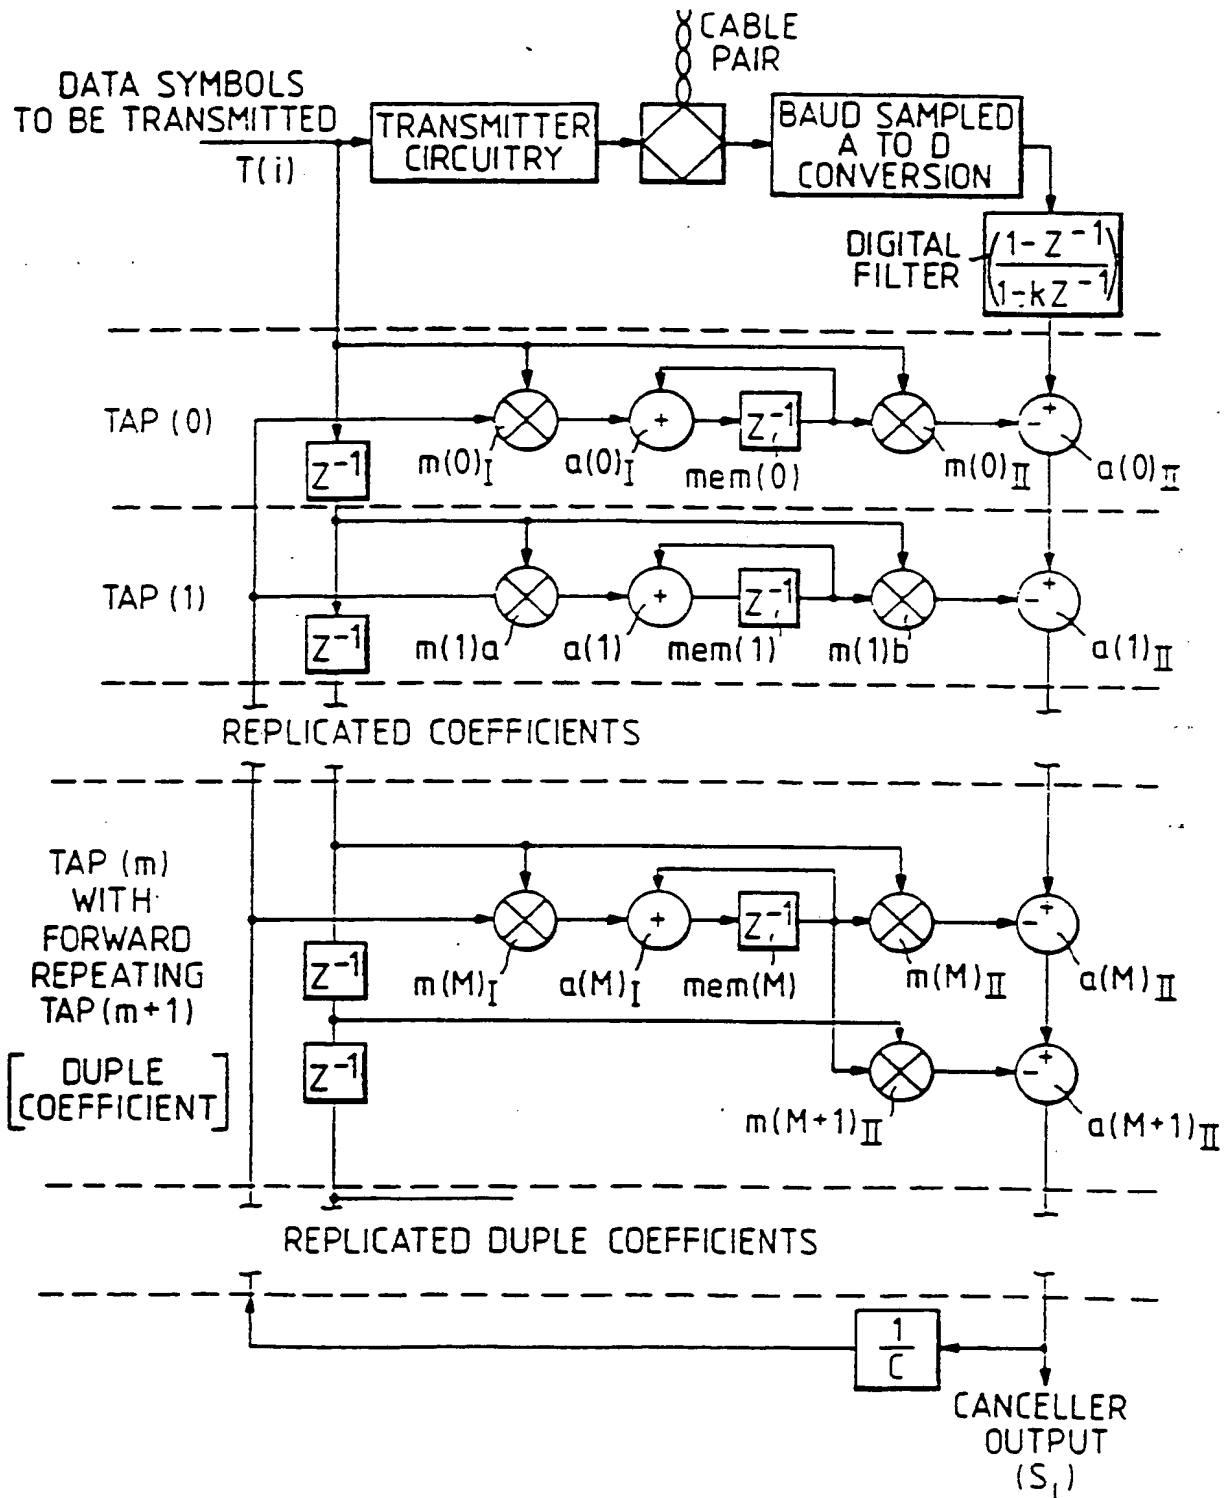 CABLE
PAIR
DATA SYMBOLS
TO BE TRANSMITTED
T(i)
TRANSMITTER
CIRCUITRY
BAUD SAMPLED
A TO D
CONVERSION
DIGITAL
FILTER
(1-Z⁻¹)
(1-kZ⁻¹)
TAP (0)
Z⁻¹
m(0)I
a(0)I
+
Z⁻¹
mem(0)
m(0)II
+
-
a(0)II
TAP (1)
Z⁻¹
m(1)a
a(1)
+
Z⁻¹
mem(1)
m(1)b
+
-
a(1)II
REPLICATED COEFFICIENTS
TAP (m)
WITH
FORWARD
REPEATING
TAP (m+1)
[DUPLE
COEFFICIENT]
Z⁻¹
m(M)I
a(M)I
+
Z⁻¹
mem(M)
m(M)II
+
-
a(M)II
Z⁻¹
m(M+1)II
+
-
a(M+1)II
REPLICATED DUPLE COEFFICIENTS
1
C
CANCELLER
OUTPUT
(Si)